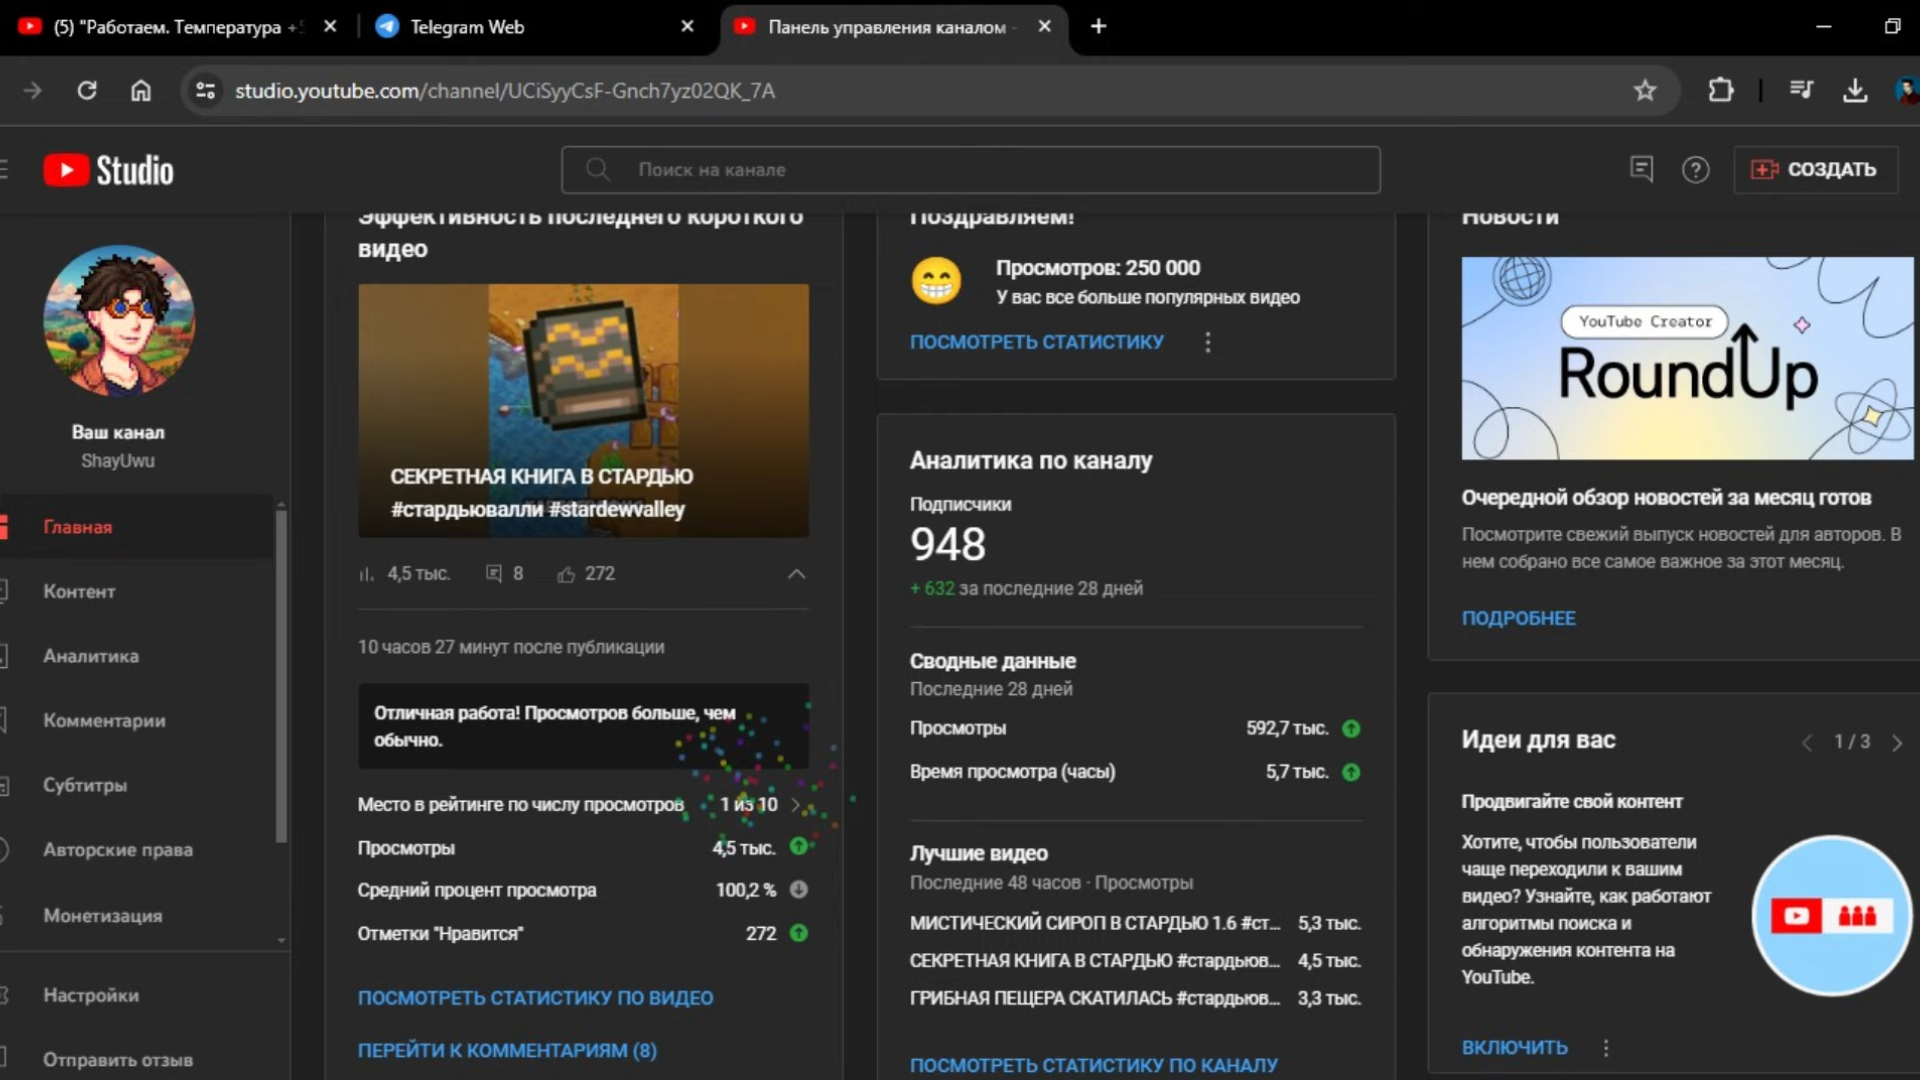 (5) "Работаем. Температура +
Telegram Web
Панель управления каналом -
studio.youtube.com/channel/UCiSyyCsF-Gnch7yz02QK_7A
Studio
Поиск на канале
СОЗДАТЬ
Ваш канал
ShayUwu
Главная
Контент
Аналитика
Комментарии
Субтитры
Авторские права
Монетизация
Настройки
Отправить отзыв
Эффективность последнего короткого
видео
СЕКРЕТНАЯ КНИГА В СТАРДЬЮ
#стардьювалли #stardewvalley
4,5 тыс. 8 272
10 часов 27 минут после публикации
Отличная работа! Просмотров больше, чем
обычно.
Место в рейтинге по числу просмотров 1 из 10
Просмотры 4,5 тыс.
Средний процент просмотра 100,2 %
Отметки "Нравится" 272
ПОСМОТРЕТЬ СТАТИСТИКУ ПО ВИДЕО
ПЕРЕЙТИ К КОММЕНТАРИЯМ (8)
Поздравляем!
Просмотров: 250 000
У вас все больше популярных видео
ПОСМОТРЕТЬ СТАТИСТИКУ
Аналитика по каналу
Подписчики
948
+ 632 за последние 28 дней
Сводные данные
Последние 28 дней
Просмотры 592,7 тыс.
Время просмотра (часы) 5,7 тыс.
Лучшие видео
Последние 48 часов · Просмотры
МИСТИЧЕСКИЙ СИРОП В СТАРДЬЮ 1.6 #ст... 5,3 тыс.
СЕКРЕТНАЯ КНИГА В СТАРДЬЮ #стардьюв... 4,5 тыс.
ГРИБНАЯ ПЕЩЕРА СКАТИЛАСЬ #стардьюв... 3,3 тыс.
ПОСМОТРЕТЬ СТАТИСТИКУ ПО КАНАЛУ
Новости
YouTube Creator
RoundUp
Очередной обзор новостей за месяц готов
Посмотрите свежий выпуск новостей для авторов. В
нем собрано все самое важное за этот месяц.
ПОДРОБНЕЕ
Идеи для вас 1 / 3
Продвигайте свой контент
Хотите, чтобы пользователи
чаще переходили к вашим
видео? Узнайте, как работают
алгоритмы поиска и
обнаружения контента на
YouTube.
ВКЛЮЧИТЬ